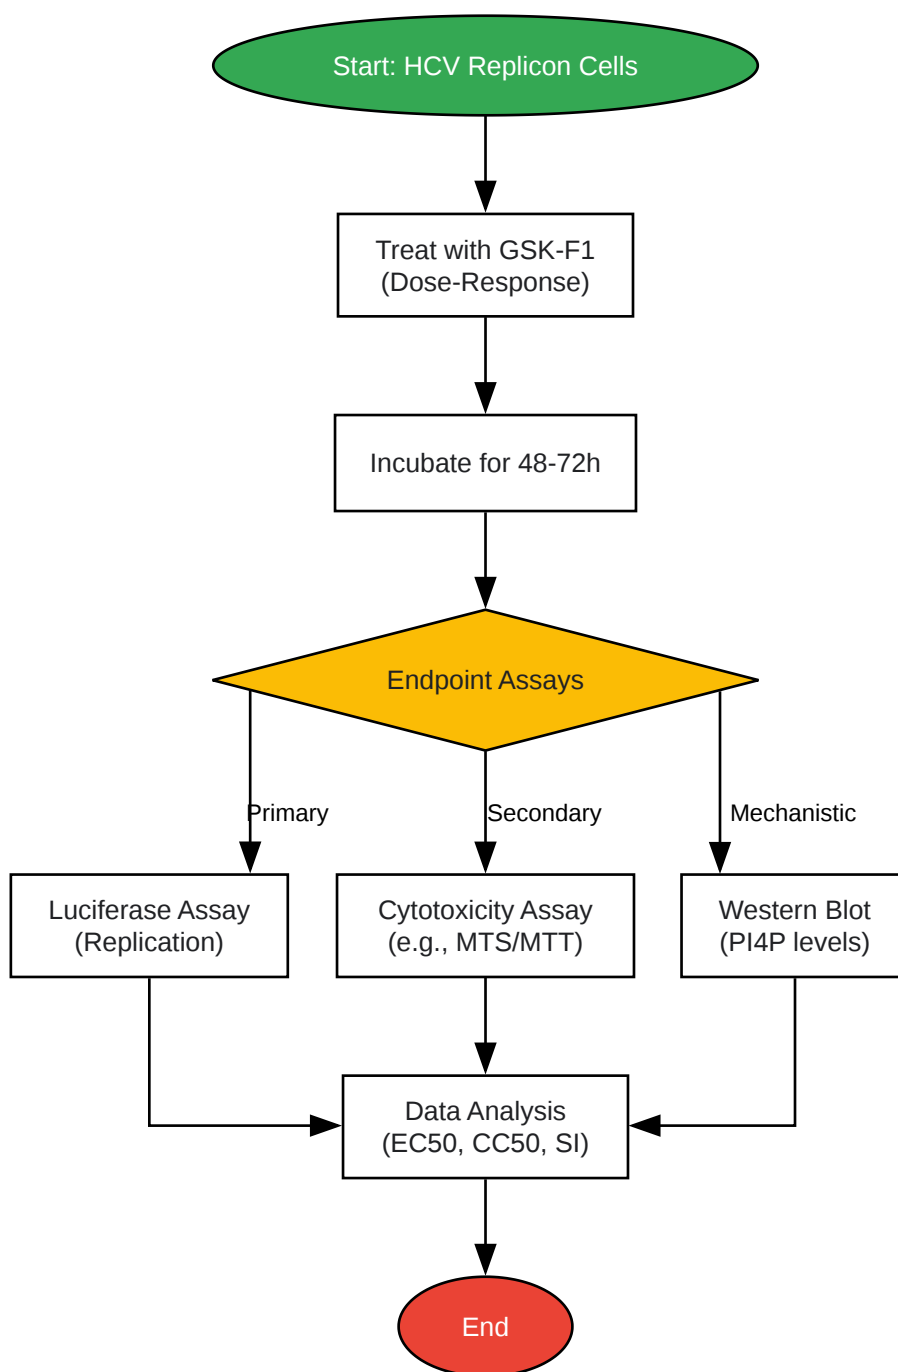 Start: HCV Replicon Cells
Treat with GSK-F1
(Dose-Response)
Incubate for 48-72h
Endpoint Assays
Primary
Secondary
Mechanistic
Luciferase Assay
(Replication)
Cytotoxicity Assay
(e.g., MTS/MTT)
Western Blot
(PI4P levels)
Data Analysis
(EC50, CC50, SI)
End